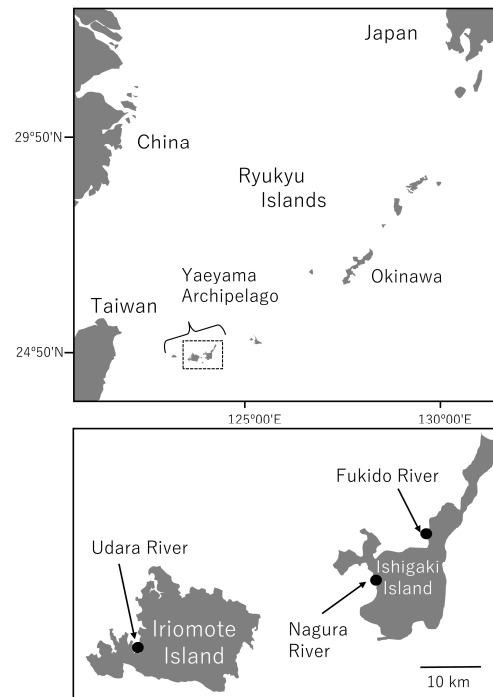 Japan
29°50'N
China
Ryukyu
Islands
Yaeyama
Archipelago
Okinawa
Taiwan
24°50'N
125°00'E
130°00'E
Fukido River
Udara River
Ishigaki
Island
Iriomote
Island
Nagura
River
10 km